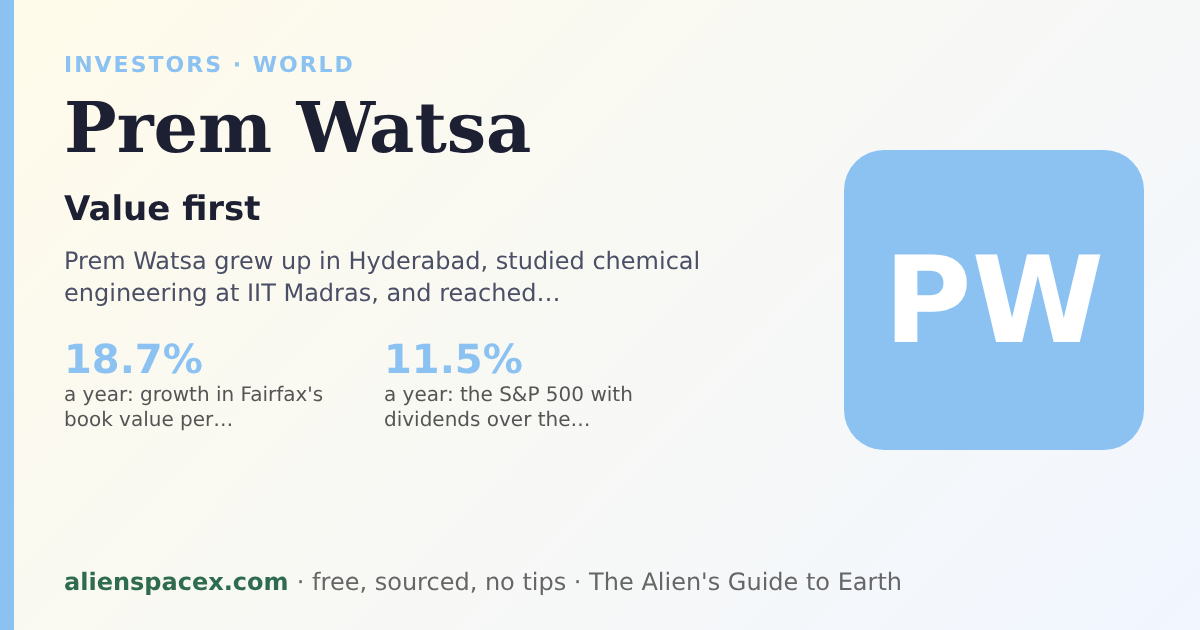 INVESTORS · WORLD
Prem Watsa
Value first
Prem Watsa grew up in Hyderabad, studied chemical
engineering at IIT Madras, and reached…
18.7%
a year: growth in Fairfax's
book value per…
11.5%
a year: the S&P 500 with
dividends over the…
PW
alienspacex.com · free, sourced, no tips · The Alien's Guide to Earth